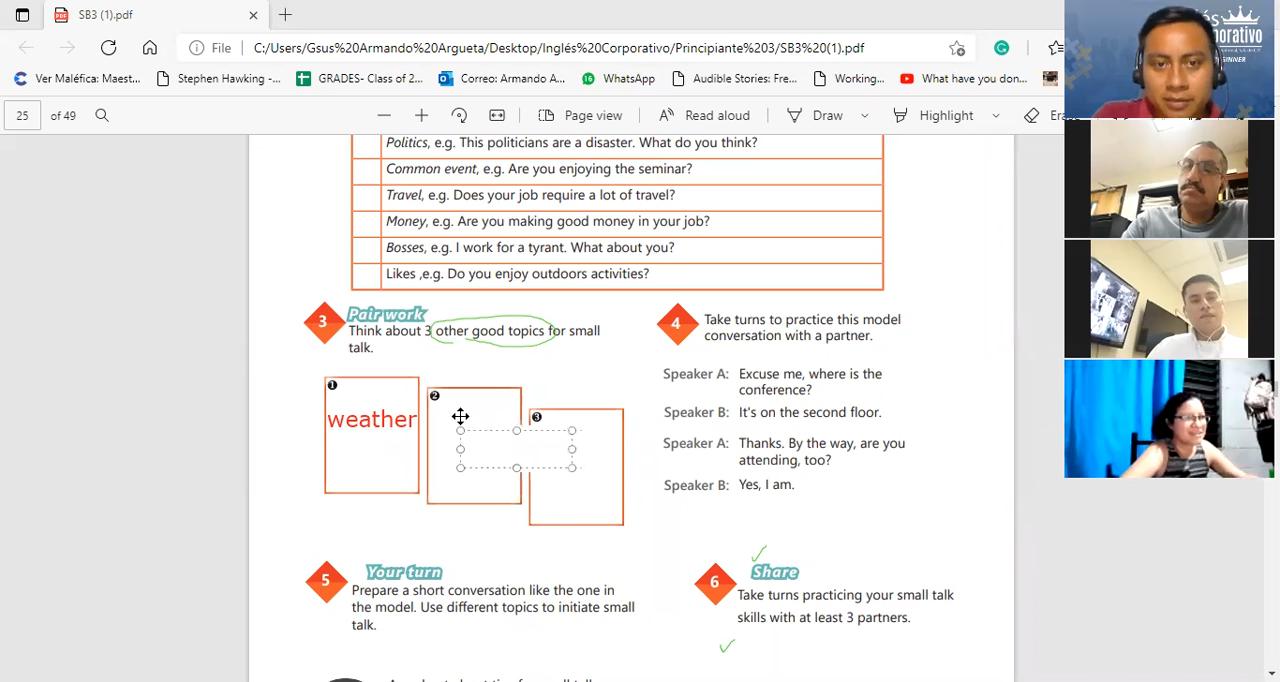 SB3 (1).pdf
File
C:/Users/Gsus%20Armando%20Argueta/Desktop/Inglés%20Corporativo/Principiante%203/SB3%20(1).pdf
Ver Maléfica: Maest...
Stephen Hawking -...
GRADES- Class of 2...
Correo: Armando A...
16
WhatsApp
Audible Stories: Fre...
Working...
What have you don...
25
of 49
Page view
Read aloud
Draw
Highlight
Politics, e.g. This politicians are a disaster. What do you think?
Common event, e.g. Are you enjoying the seminar?
Travel, e.g. Does your job require a lot of travel?
Money, e.g. Are you making good money in your job?
Bosses, e.g. I work for a tyrant. What about you?
Likes ,e.g. Do you enjoy outdoors activities?
3
Pair work
Think about 3 other good topics for small
talk.
1
weather
2
3
4
Take turns to practice this model
conversation with a partner.
Speaker A: Excuse me, where is the
conference?
Speaker B: It's on the second floor.
Speaker A: Thanks. By the way, are you
attending, too?
Speaker B: Yes, I am.
5
Your turn
Prepare a short conversation like the one in
the model. Use different topics to initiate small
talk.
6
Share
Take turns practicing your small talk
skills with at least 3 partners.